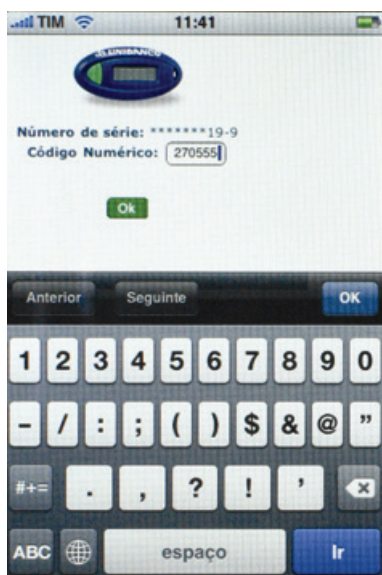 TIM 11:41
UNIBANCO
Número de série: *******19-9
Código Numérico: 270555
Ok
Anterior Seguinte OK
1 2 3 4 5 6 7 8 9 0
- / : ; ( ) $ & @ ”
#+= . , ? ! ’
ABC espaço Ir